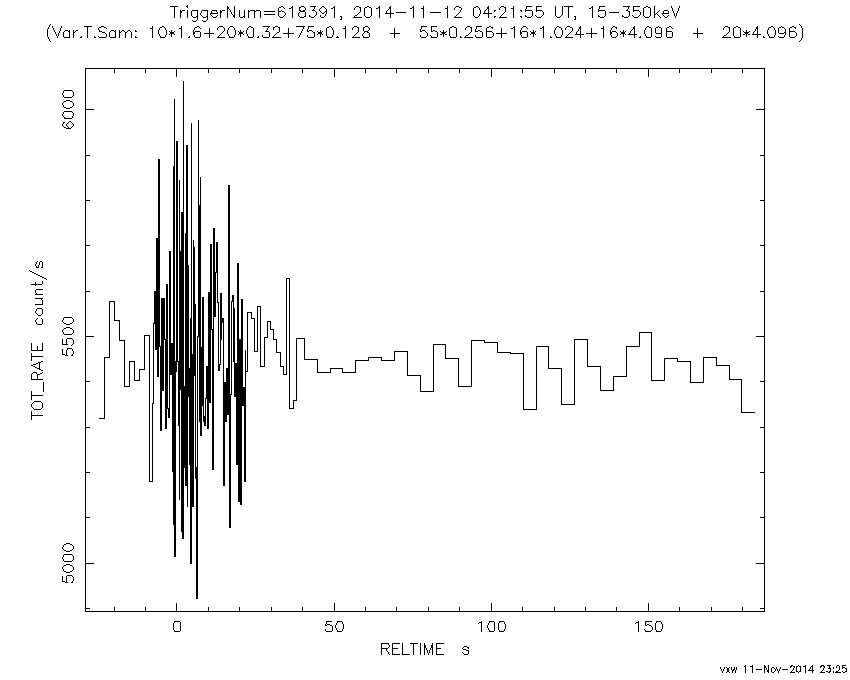 TriggerNum=618391, 2014-11-12 04:21:55 UT, 15-350keV
(Var.T.Sam: 10*1.6+20*0.32+75*0.128 + 55*0.256+16*1.024+16*4.096 + 20*4.096)
6000
5500
5000
TOT_RATE count/s
0 50 100 150
RELTIME s
vxw 11-Nov-2014 23:25